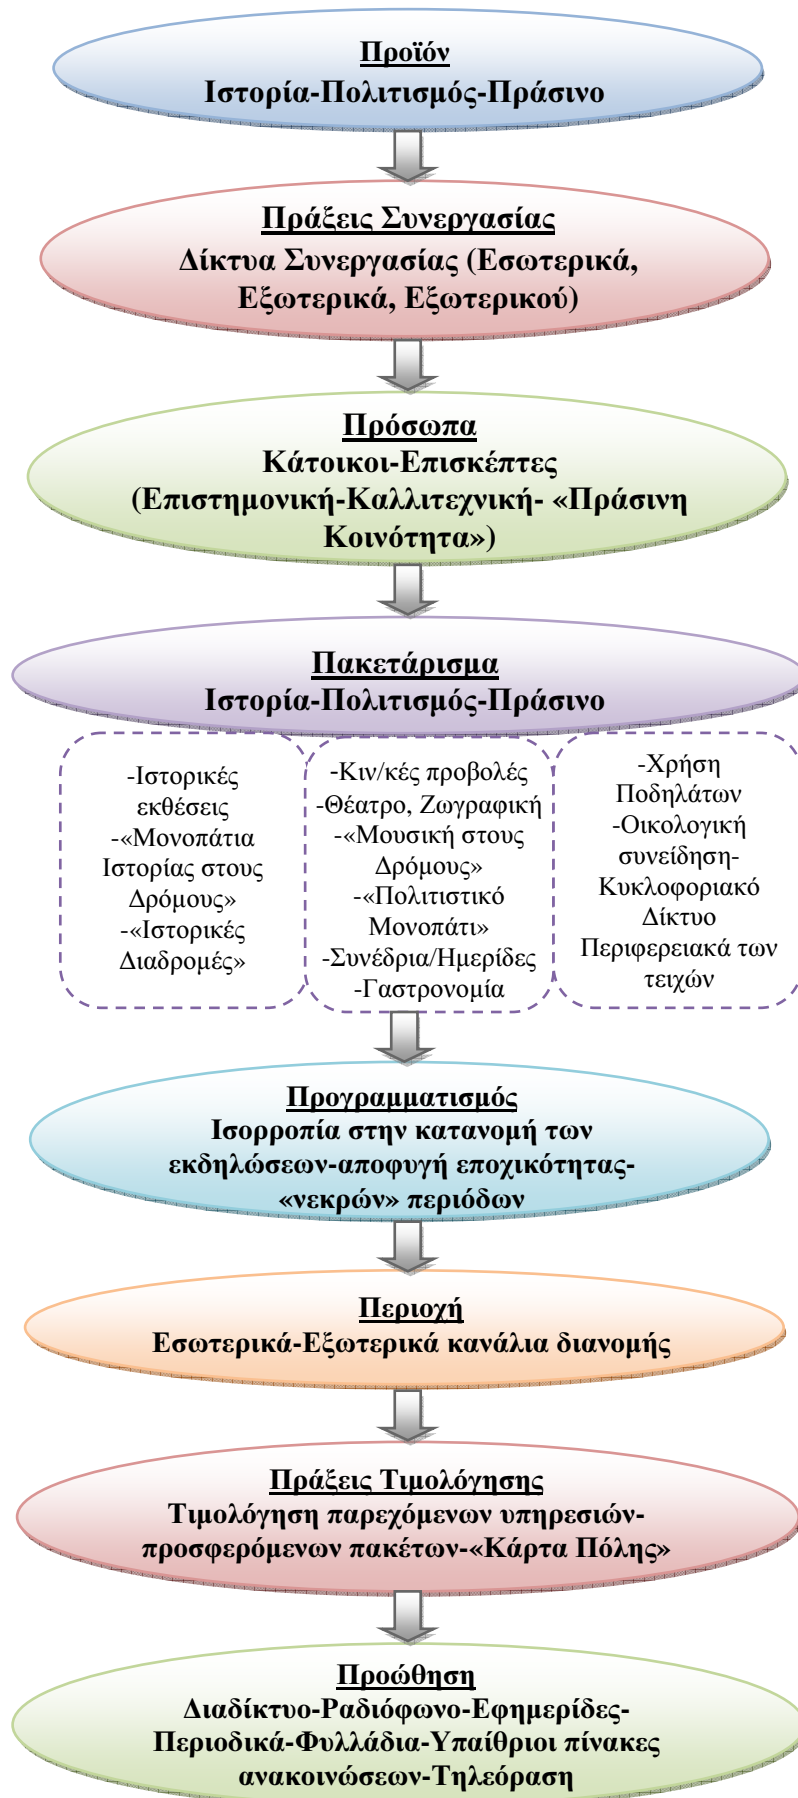 Προϊόν
Ιστορία-Πολιτισμός-Πράσινο
Πράξεις Συνεργασίας
Δίκτυα Συνεργασίας (Εσωτερικά,
Εξωτερικά, Εξωτερικού)
Πρόσωπα
Κάτοικοι-Επισκέπτες
(Επιστημονική-Καλλιτεχνική- «Πράσινη
Κοινότητα»)
Πακετάρισμα
Ιστορία-Πολιτισμός-Πράσινο
-Ιστορικές
εκθέσεις
-«Μονοπάτια
Ιστορίας στους
Δρόμους»
-«Ιστορικές
Διαδρομές»
-Κιν/κές προβολές
-Θέατρο, Ζωγραφική
-«Μουσική στους
Δρόμους»
-«Πολιτιστικό
Μονοπάτι»
-Συνέδρια/Ημερίδες
-Γαστρονομία
-Χρήση
Ποδηλάτων
-Οικολογική
συνείδηση-
Κυκλοφοριακό
Δίκτυο
Περιφερειακά των
τειχών
Προγραμματισμός
Ισορροπία στην κατανομή των
εκδηλώσεων-αποφυγή εποχικότητας-
«νεκρών» περιόδων
Περιοχή
Εσωτερικά-Εξωτερικά κανάλια διανομής
Πράξεις Τιμολόγησης
Τιμολόγηση παρεχόμενων υπηρεσιών-
προσφερόμενων πακέτων-«Κάρτα Πόλης»
Προώθηση
Διαδίκτυο-Ραδιόφωνο-Εφημερίδες-
Περιοδικά-Φυλλάδια-Υπαίθριοι πίνακες
ανακοινώσεων-Τηλεόραση